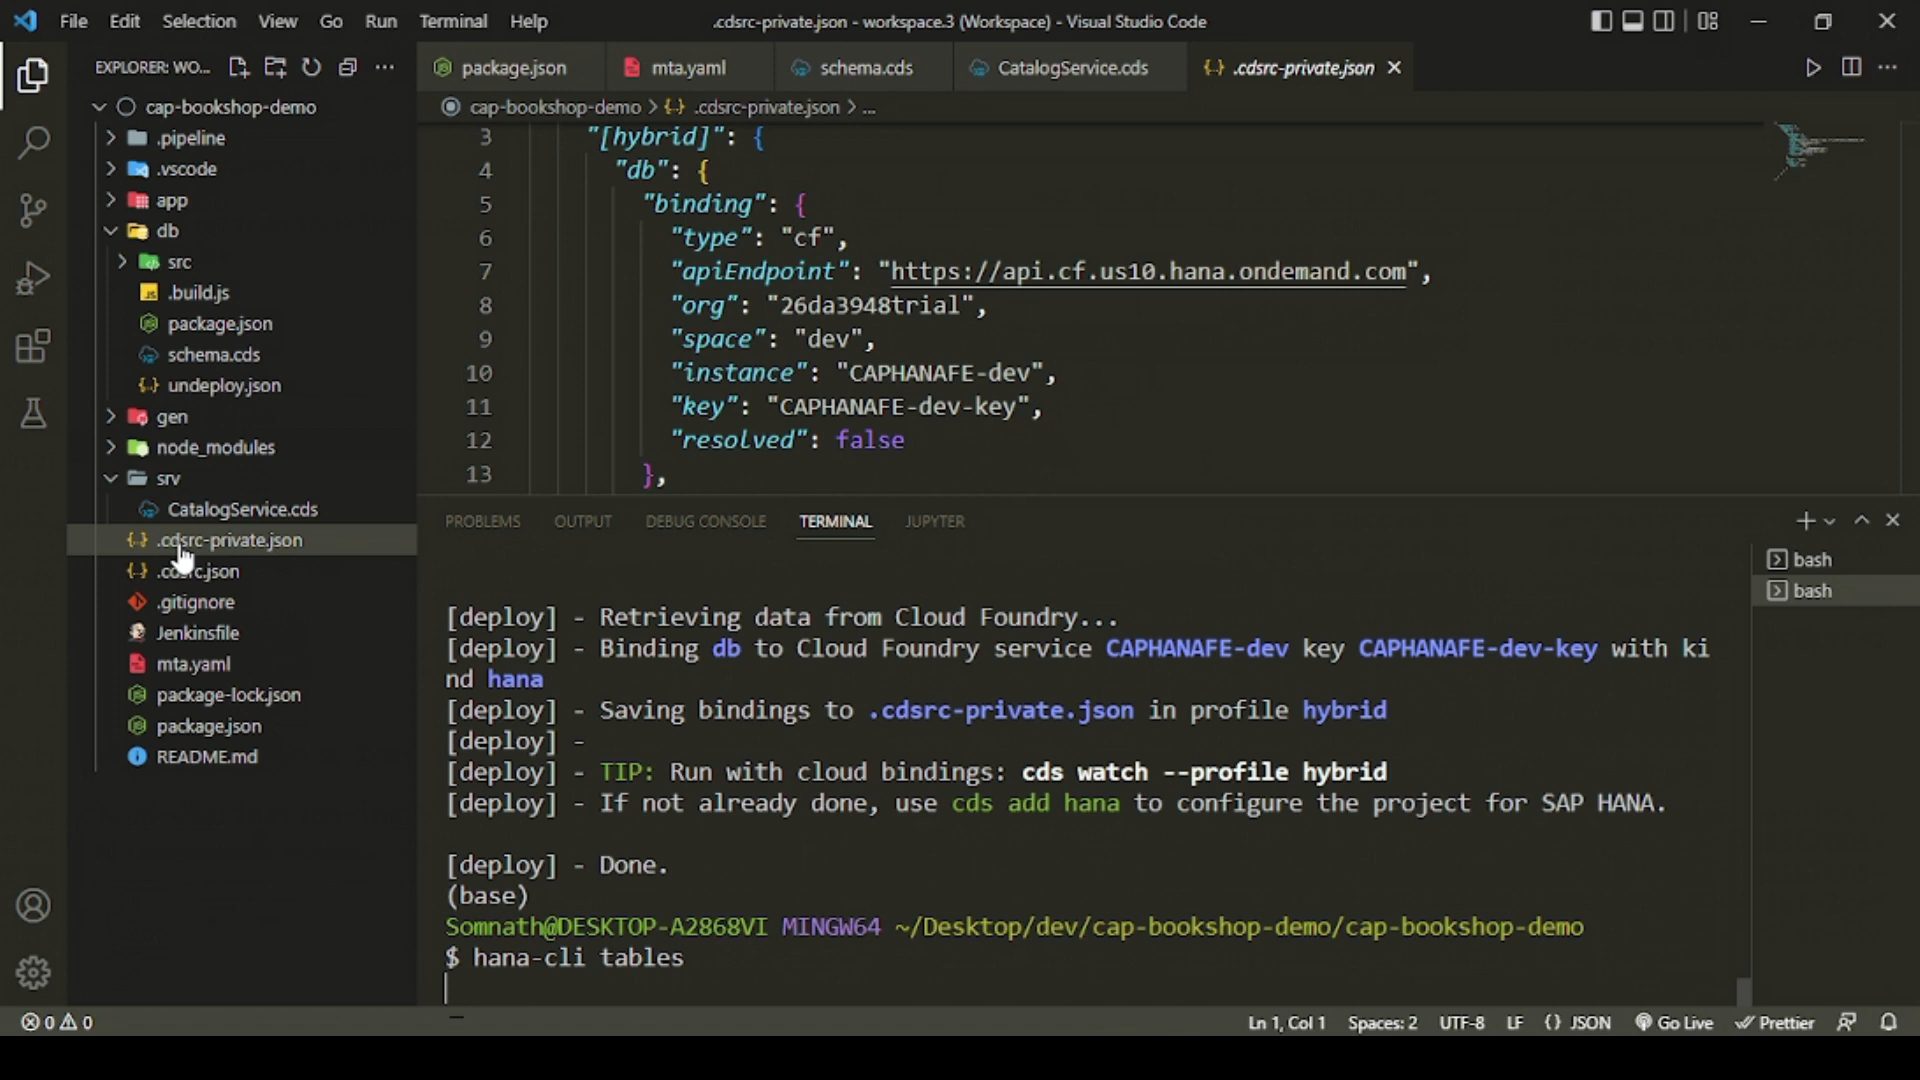 File Edit Selection View Go Run Terminal Help
.cdsrc-private.json - workspace.3 (Workspace) - Visual Studio Code
EXPLORER: WO...
package.json mta.yaml schema.cds CatalogService.cds .cdsrc-private.json
cap-bookshop-demo > .cdsrc-private.json > ...
cap-bookshop-demo
.pipeline
.vscode
app
db
src
.build.js
package.json
schema.cds
undeploy.json
gen
node_modules
srv
CatalogService.cds
.cdsrc-private.json
.cdsrc.json
.gitignore
Jenkinsfile
mta.yaml
package-lock.json
package.json
README.md
3 "[hybrid]": {
4 "db": {
5 "binding": {
6 "type": "cf",
7 "apiEndpoint": "https://api.cf.us10.hana.ondemand.com",
8 "org": "26da3948trial",
9 "space": "dev",
10 "instance": "CAPHANAFE-dev",
11 "key": "CAPHANAFE-dev-key",
12 "resolved": false
13 },
PROBLEMS OUTPUT DEBUG CONSOLE TERMINAL JUPYTER
bash
bash
[deploy] - Retrieving data from Cloud Foundry...
[deploy] - Binding db to Cloud Foundry service CAPHANAFE-dev key CAPHANAFE-dev-key with ki
nd hana
[deploy] - Saving bindings to .cdsrc-private.json in profile hybrid
[deploy] -
[deploy] - TIP: Run with cloud bindings: cds watch --profile hybrid
[deploy] - If not already done, use cds add hana to configure the project for SAP HANA.
[deploy] - Done.
(base)
Somnath@DESKTOP-A2868VI MINGW64 ~/Desktop/dev/cap-bookshop-demo/cap-bookshop-demo
$ hana-cli tables
0 0 Ln 1, Col 1 Spaces: 2 UTF-8 LF {} JSON Go Live Prettier